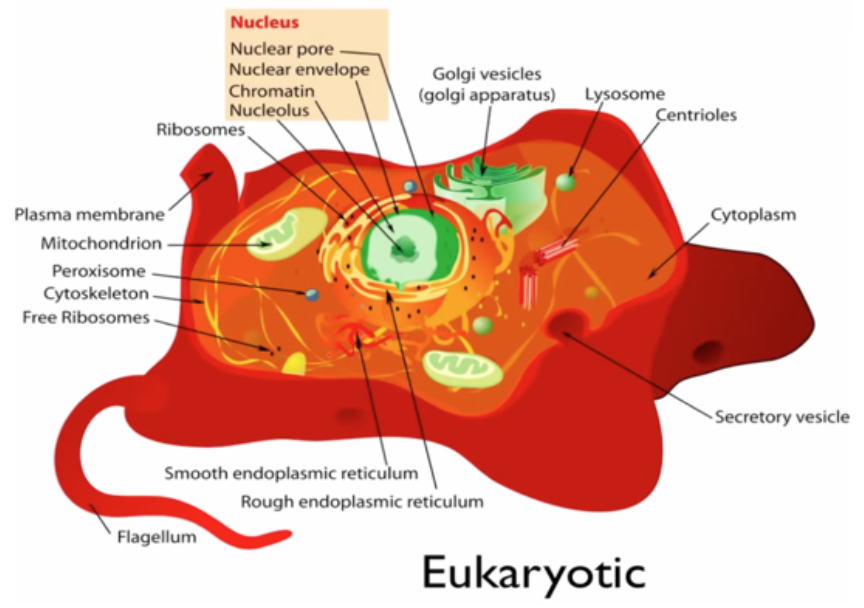 Nucleus
Nuclear pore
Nuclear envelope
Chromatin
Nucleolus
Ribosomes
Golgi vesicles
(golgi apparatus)
Lysosome
Centrioles
Plasma membrane
Mitochondrion
Peroxisome
Cytoskeleton
Free Ribosomes
Cytoplasm
Secretory vesicle
Smooth endoplasmic reticulum
Rough endoplasmic reticulum
Flagellum
Eukaryotic